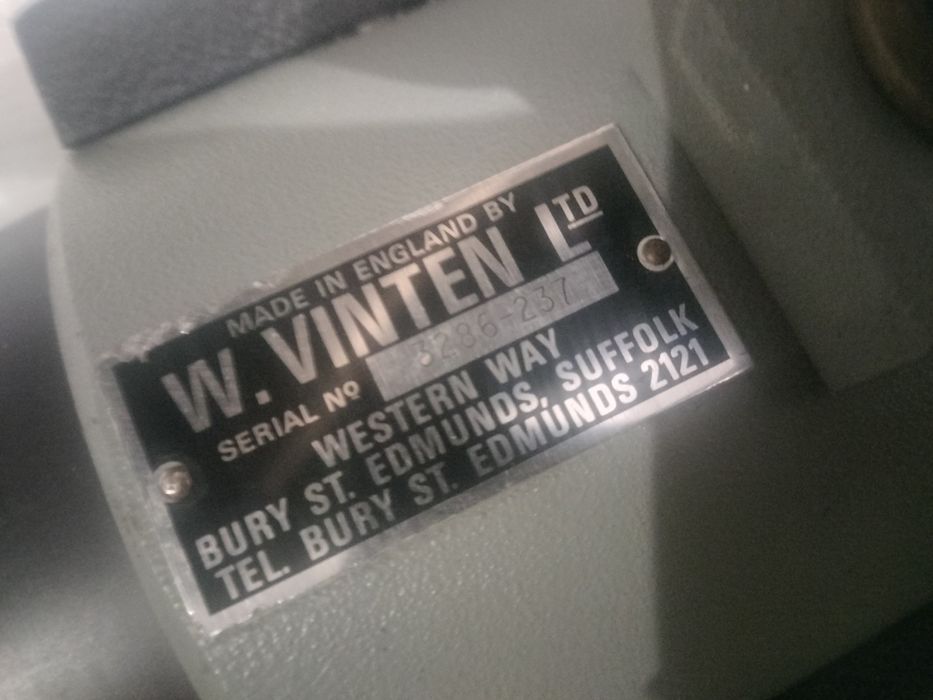 MADE IN ENGLAND BY
W. VINTEN LTD
SERIAL Nº 3286-237
WESTERN WAY
BURY ST. EDMUNDS, SUFFOLK
TEL. BURY ST. EDMUNDS 2121